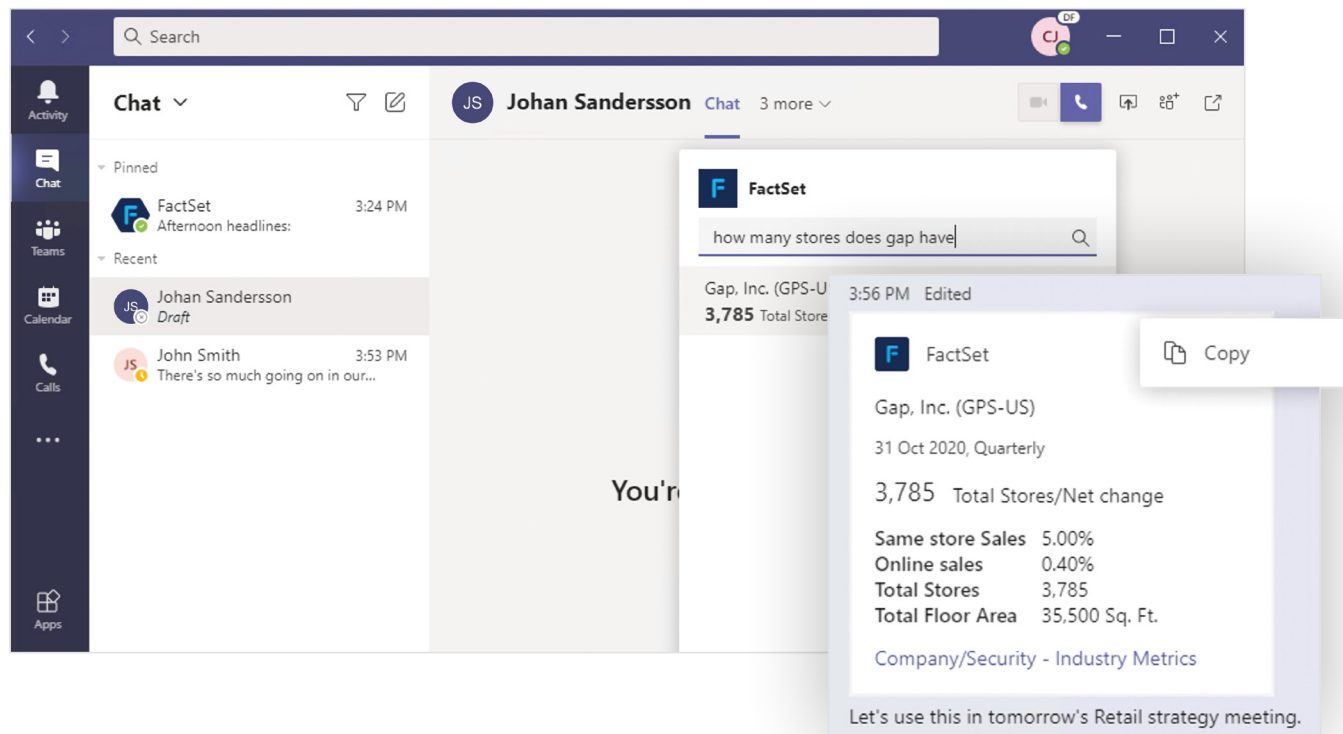 Search
DF
CJ
Activity
Chat
Teams
Calendar
Calls
Apps
Chat
Pinned
FactSet 3:24 PM
Afternoon headlines:
Recent
JS Johan Sandersson
Draft
JS John Smith 3:53 PM
There's so much going on in our...
JS Johan Sandersson Chat 3 more
You'r
F FactSet
how many stores does gap have
Gap, Inc. (GPS-U
3,785 Total Store
3:56 PM Edited
F FactSet
Copy
Gap, Inc. (GPS-US)
31 Oct 2020, Quarterly
3,785 Total Stores/Net change
Same store Sales 5.00%
Online sales 0.40%
Total Stores 3,785
Total Floor Area 35,500 Sq. Ft.
Company/Security - Industry Metrics
Let's use this in tomorrow's Retail strategy meeting.